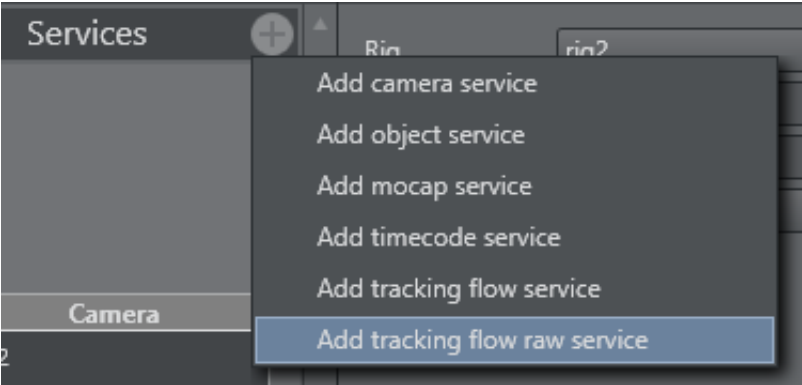 Services
Rig rig2
Add camera service
Add object service
Add mocap service
Add timecode service
Add tracking flow service
Camera
Add tracking flow raw service
2